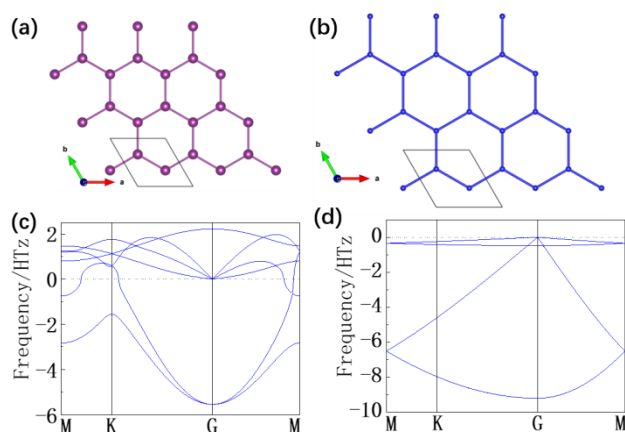 (a)
(b)
b
a
b
a
(c)
(d)
Frequency/HTz
2
0
-2
-4
-6
M K G M
Frequency/HTz
0
-2
-4
-6
-8
-10
M K G M